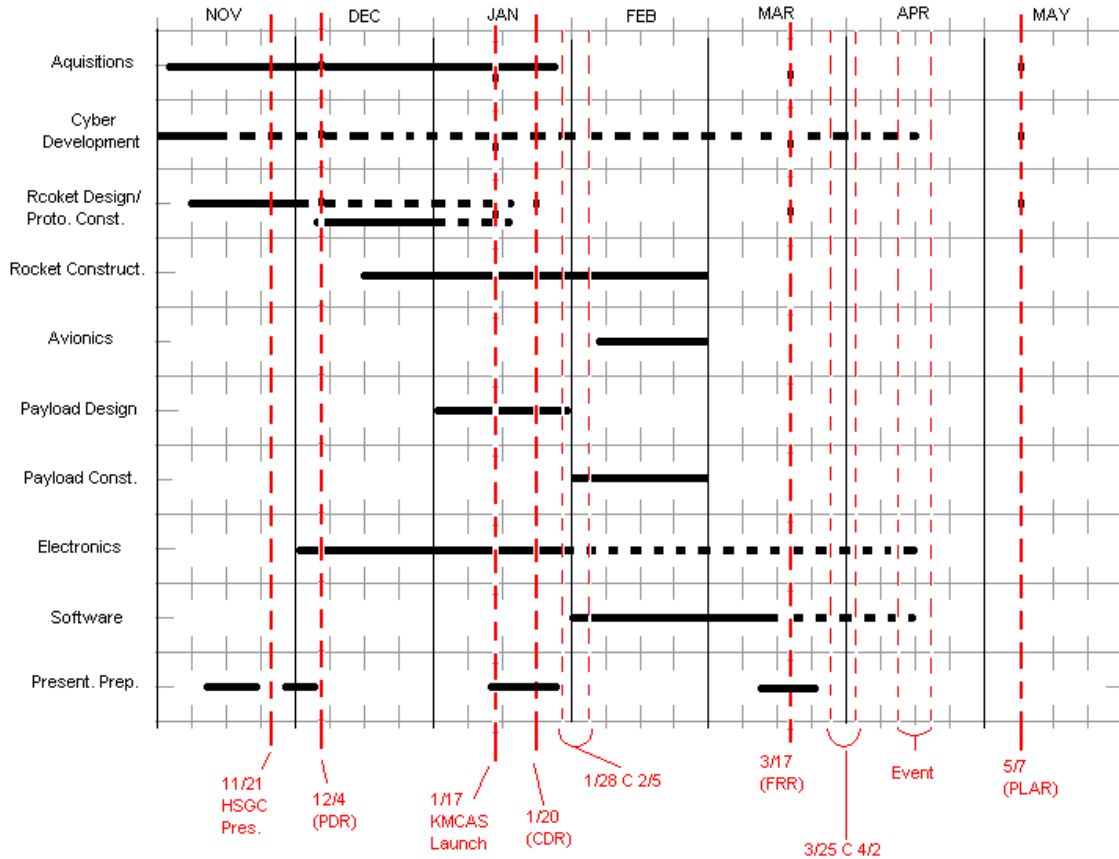 NOV DEC JAN FEB MAR APR MAY
Aquisitions
Cyber
Development
Rcoket Design/
Proto. Const.
Rocket Construct.
Avionics
Payload Design
Payload Const.
Electronics
Software
Present. Prep.
11/21
HSGC
Pres.
12/4
(PDR)
1/17
KMCAS
Launch
1/20
(CDR)
1/28 C 2/5
3/17
(FRR)
3/25 C 4/2
Event
5/7
(PLAR)